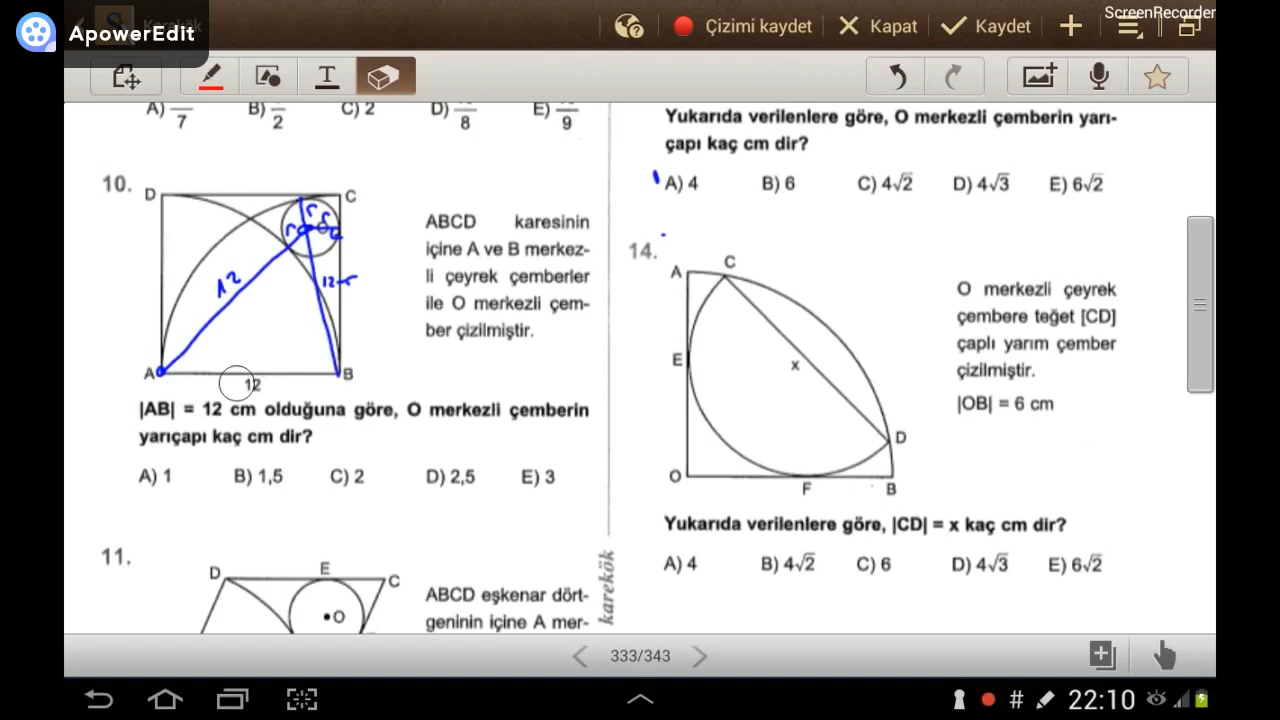 ScreenRecorder
ApowerEdit
Çizimi kaydet
Kapat
Kaydet
T
A) 7
B) 2
C) 2
D) 8
E) 9
10.
D
C
r
r
r
12
12-r
A
B
12
ABCD karesinin
içine A ve B merkez-
li çeyrek çemberler
ile O merkezli çem-
ber çizilmiştir.
|AB| = 12 cm olduğuna göre, O merkezli çemberin
yarıçapı kaç cm dir?
A) 1 B) 1,5 C) 2 D) 2,5 E) 3
11.
D
E
C
O
ABCD eşkenar dört-
geninin içine A mer-
karekök
Yukarıda verilenlere göre, O merkezli çemberin yarı-
çapı kaç cm dir?
A) 4 B) 6 C) 4√2 D) 4√3 E) 6√2
14.
A
C
E
x
D
O
F
B
O merkezli çeyrek
çembere teğet [CD]
çaplı yarım çember
çizilmiştir.
|OB| = 6 cm
Yukarıda verilenlere göre, |CD| = x kaç cm dir?
A) 4 B) 4√2 C) 6 D) 4√3 E) 6√2
333/343
22:10